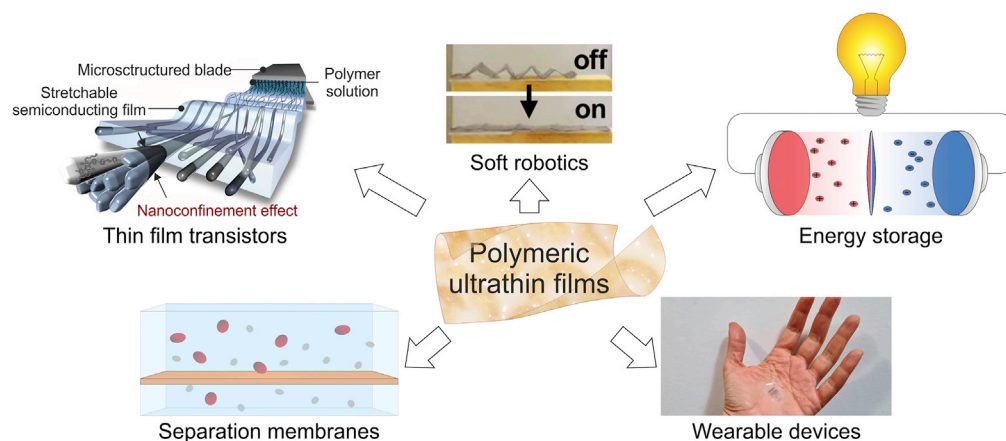 Microsctructured blade
Polymer
solution
Stretchable
semiconducting film
Nanoconfinement effect
Thin film transistors
off
on
Soft robotics
Energy storage
Polymeric
ultrathin films
Separation membranes
Wearable devices